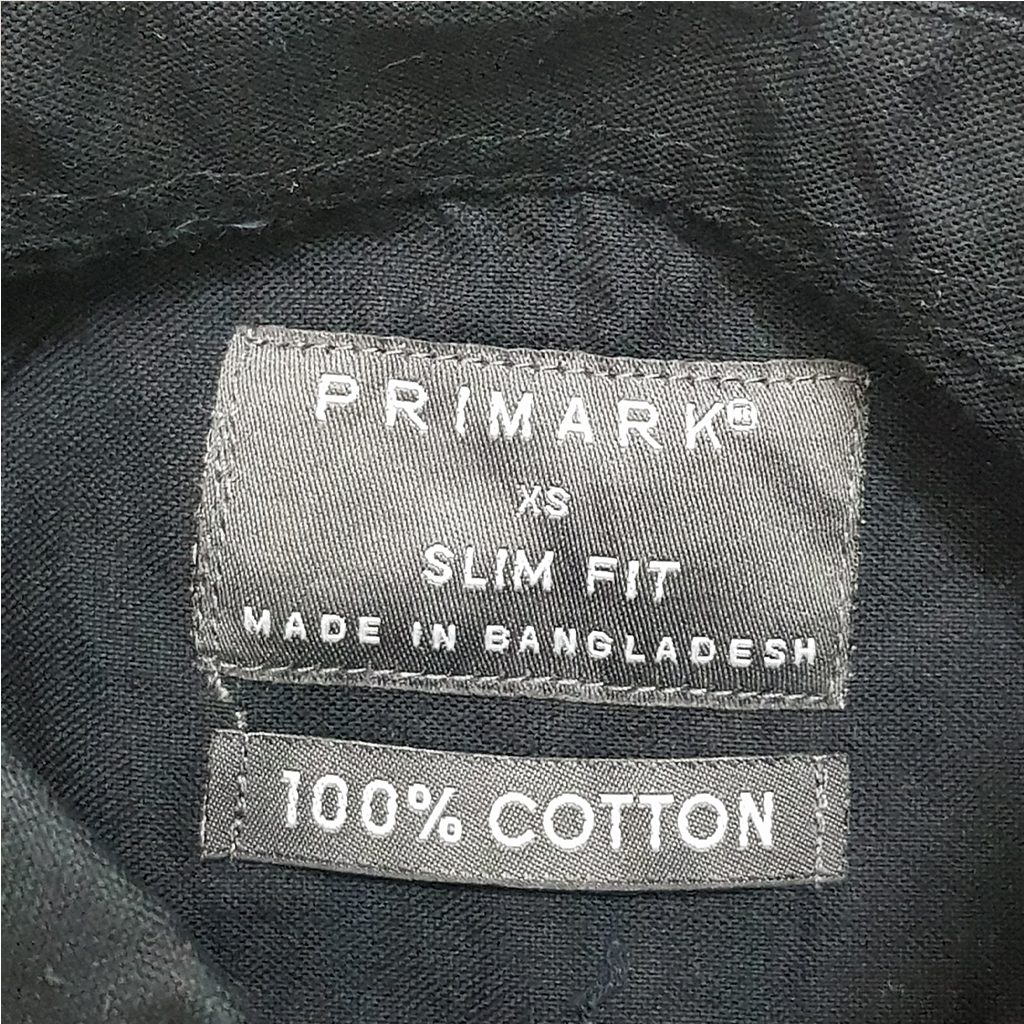 PRIMARK®
XS
SLIM FIT
MADE IN BANGLADESH
100% COTTON